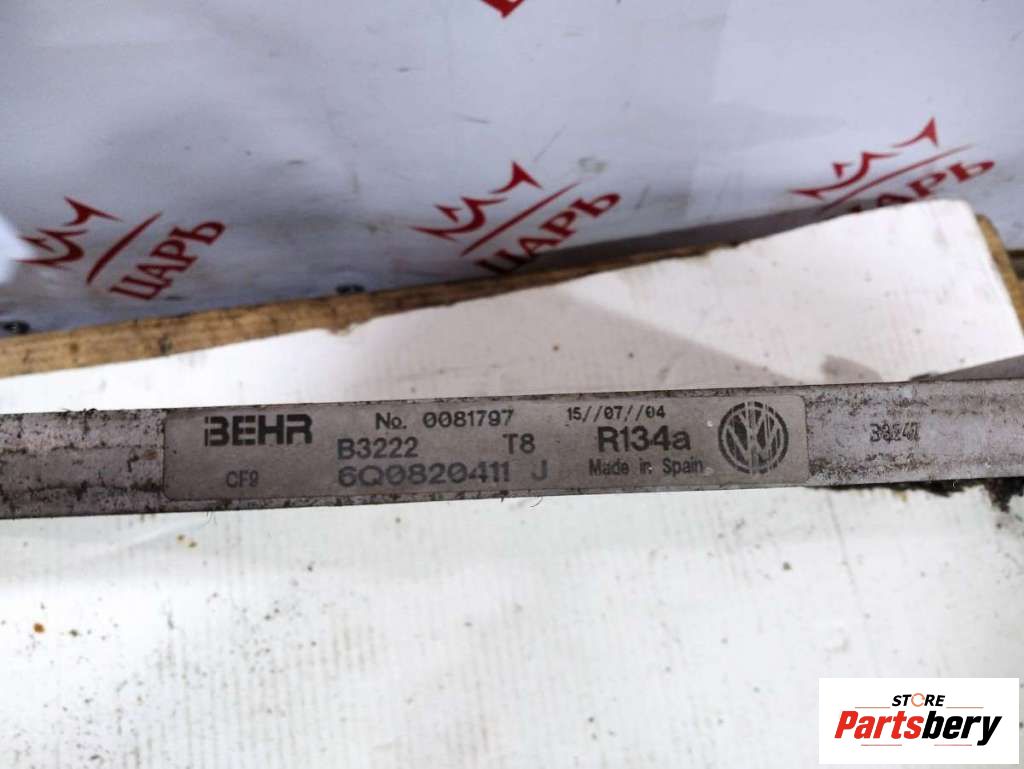 ЦАРЬ
ЦАРЬ
ЦАРЬ
BEHR
No. 0081797
15//07//04
B3222
T8
R134a
CF9
6Q0820411 J
Made in Spain
STORE
Partsbery